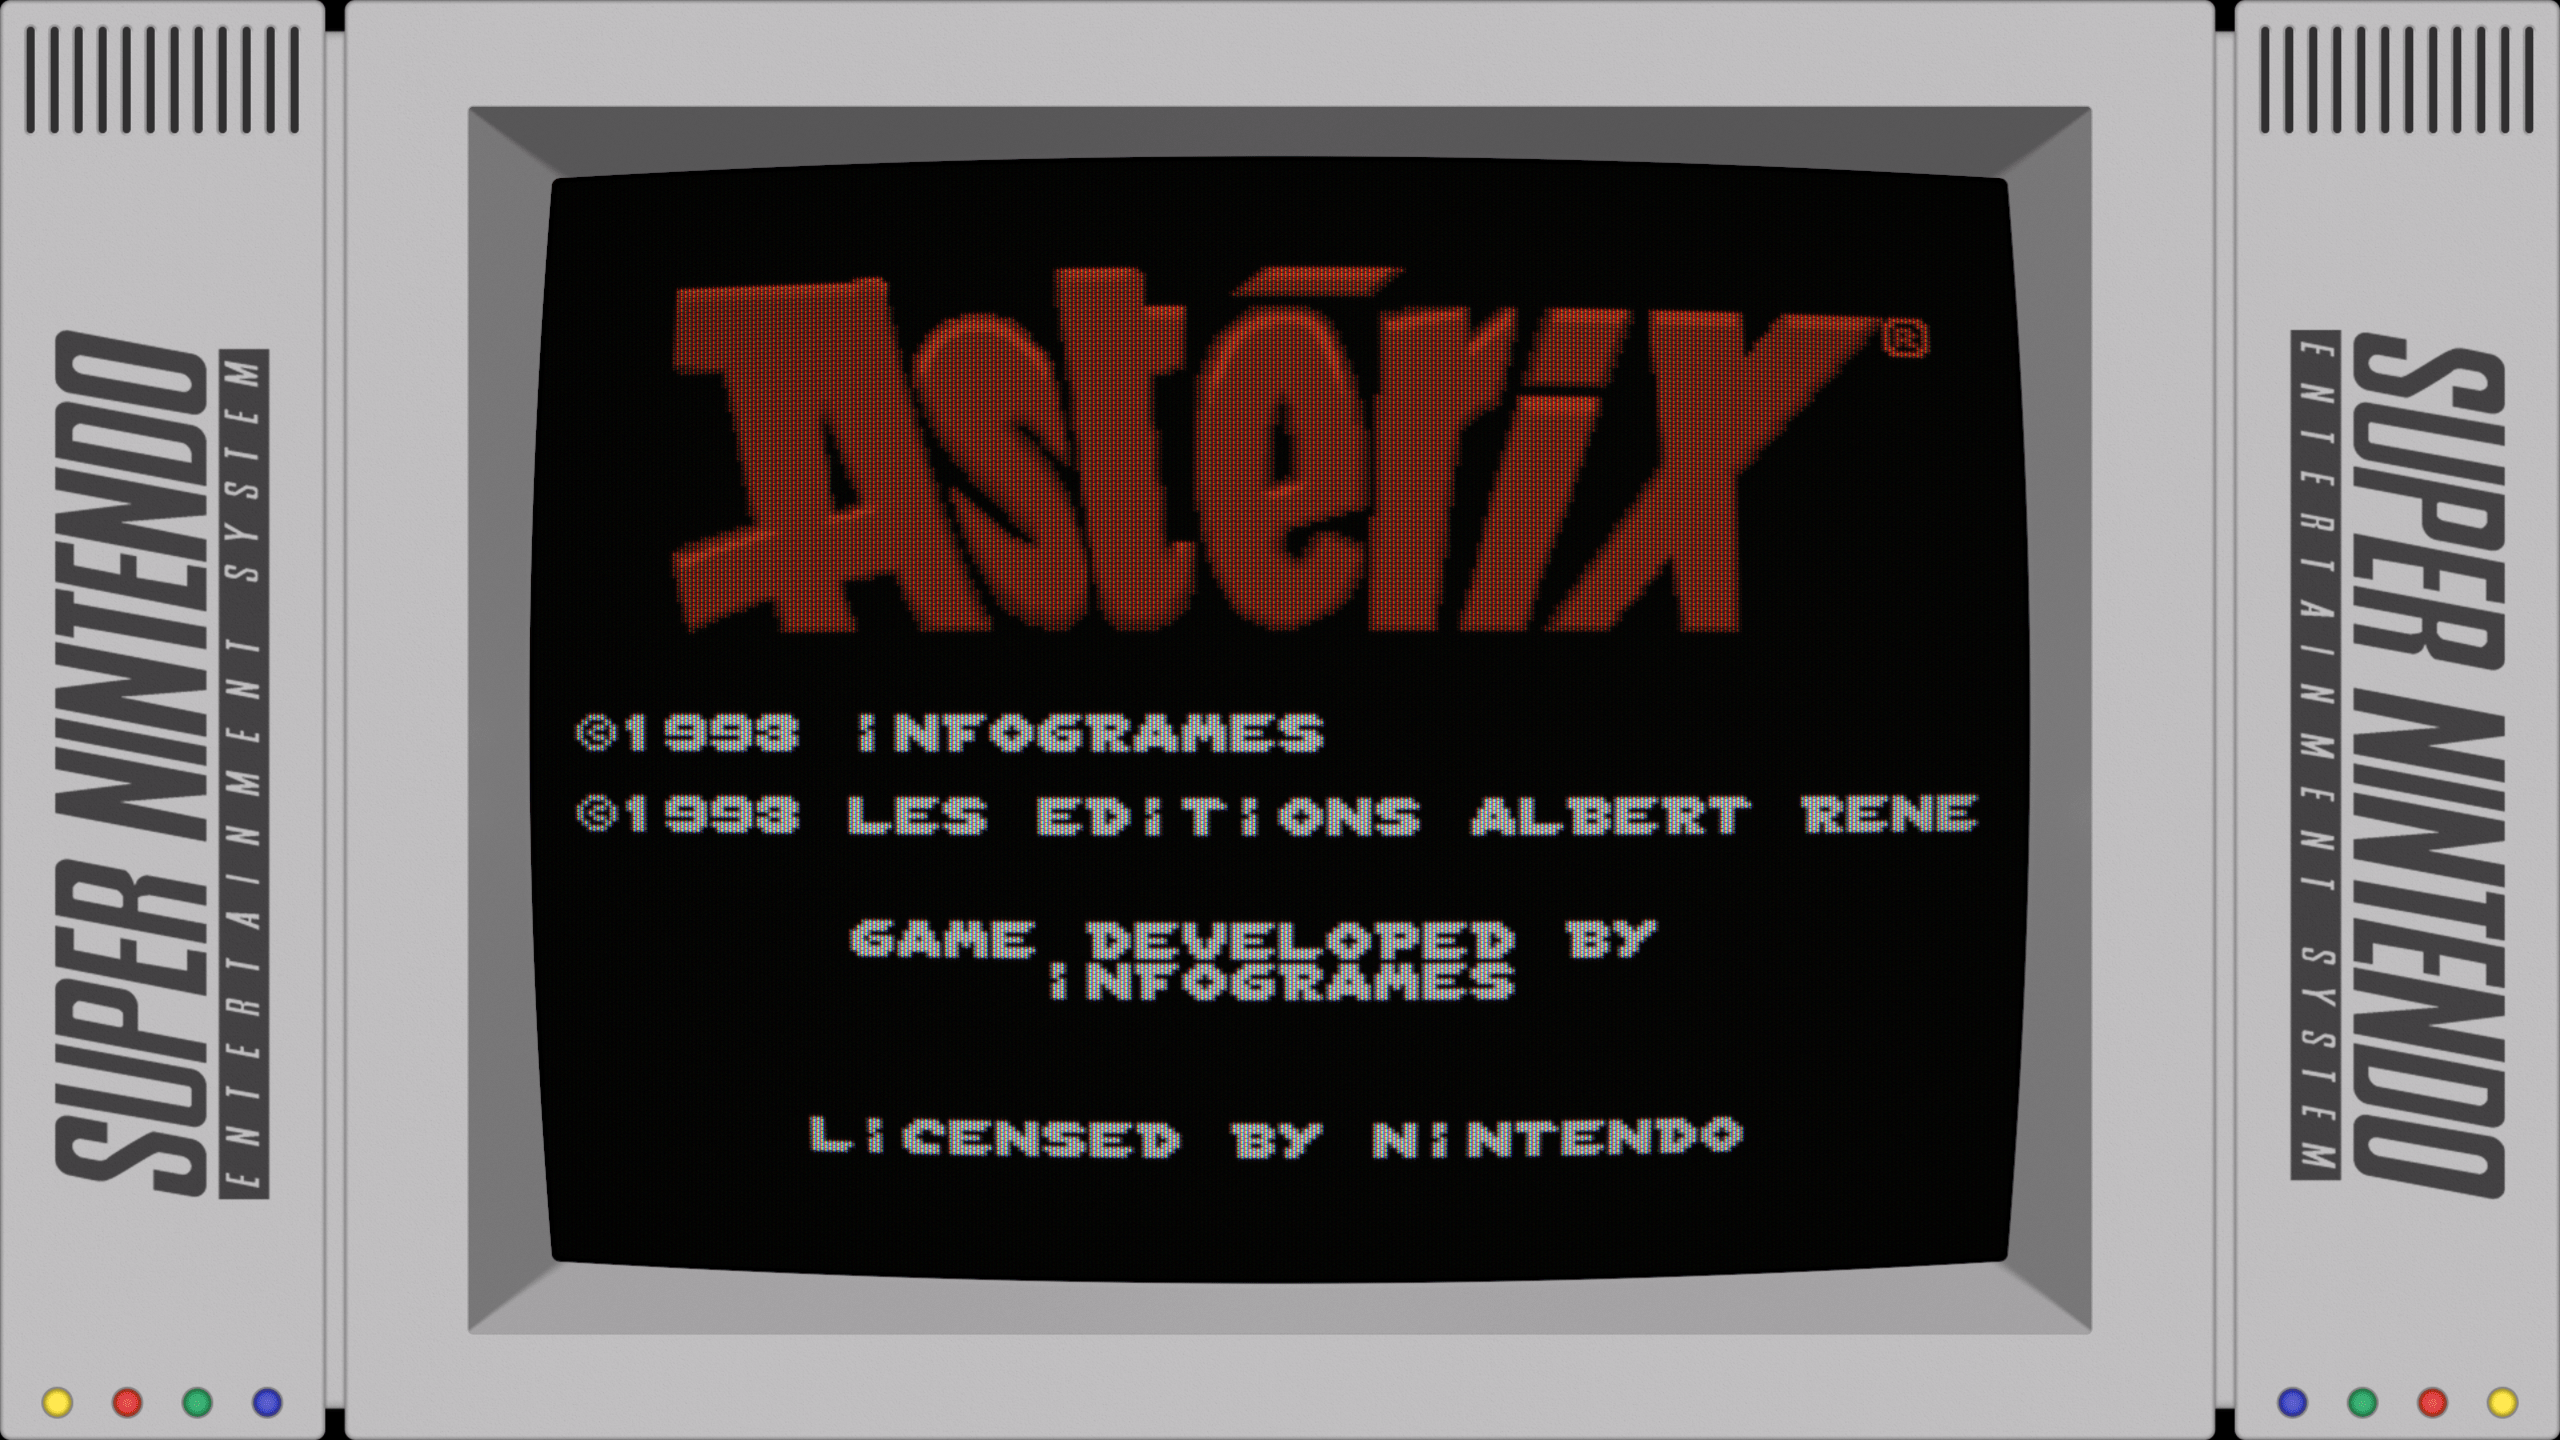 SUPER NINTENDO
ENTERTAINMENT SYSTEM
Astérix®
©1993 INFOGRAMES
©1993 LES EDITIONS ALBERT RENE
GAME DEVELOPED BY
INFOGRAMES
LICENSED BY NINTENDO
SUPER NINTENDO
ENTERTAINMENT SYSTEM